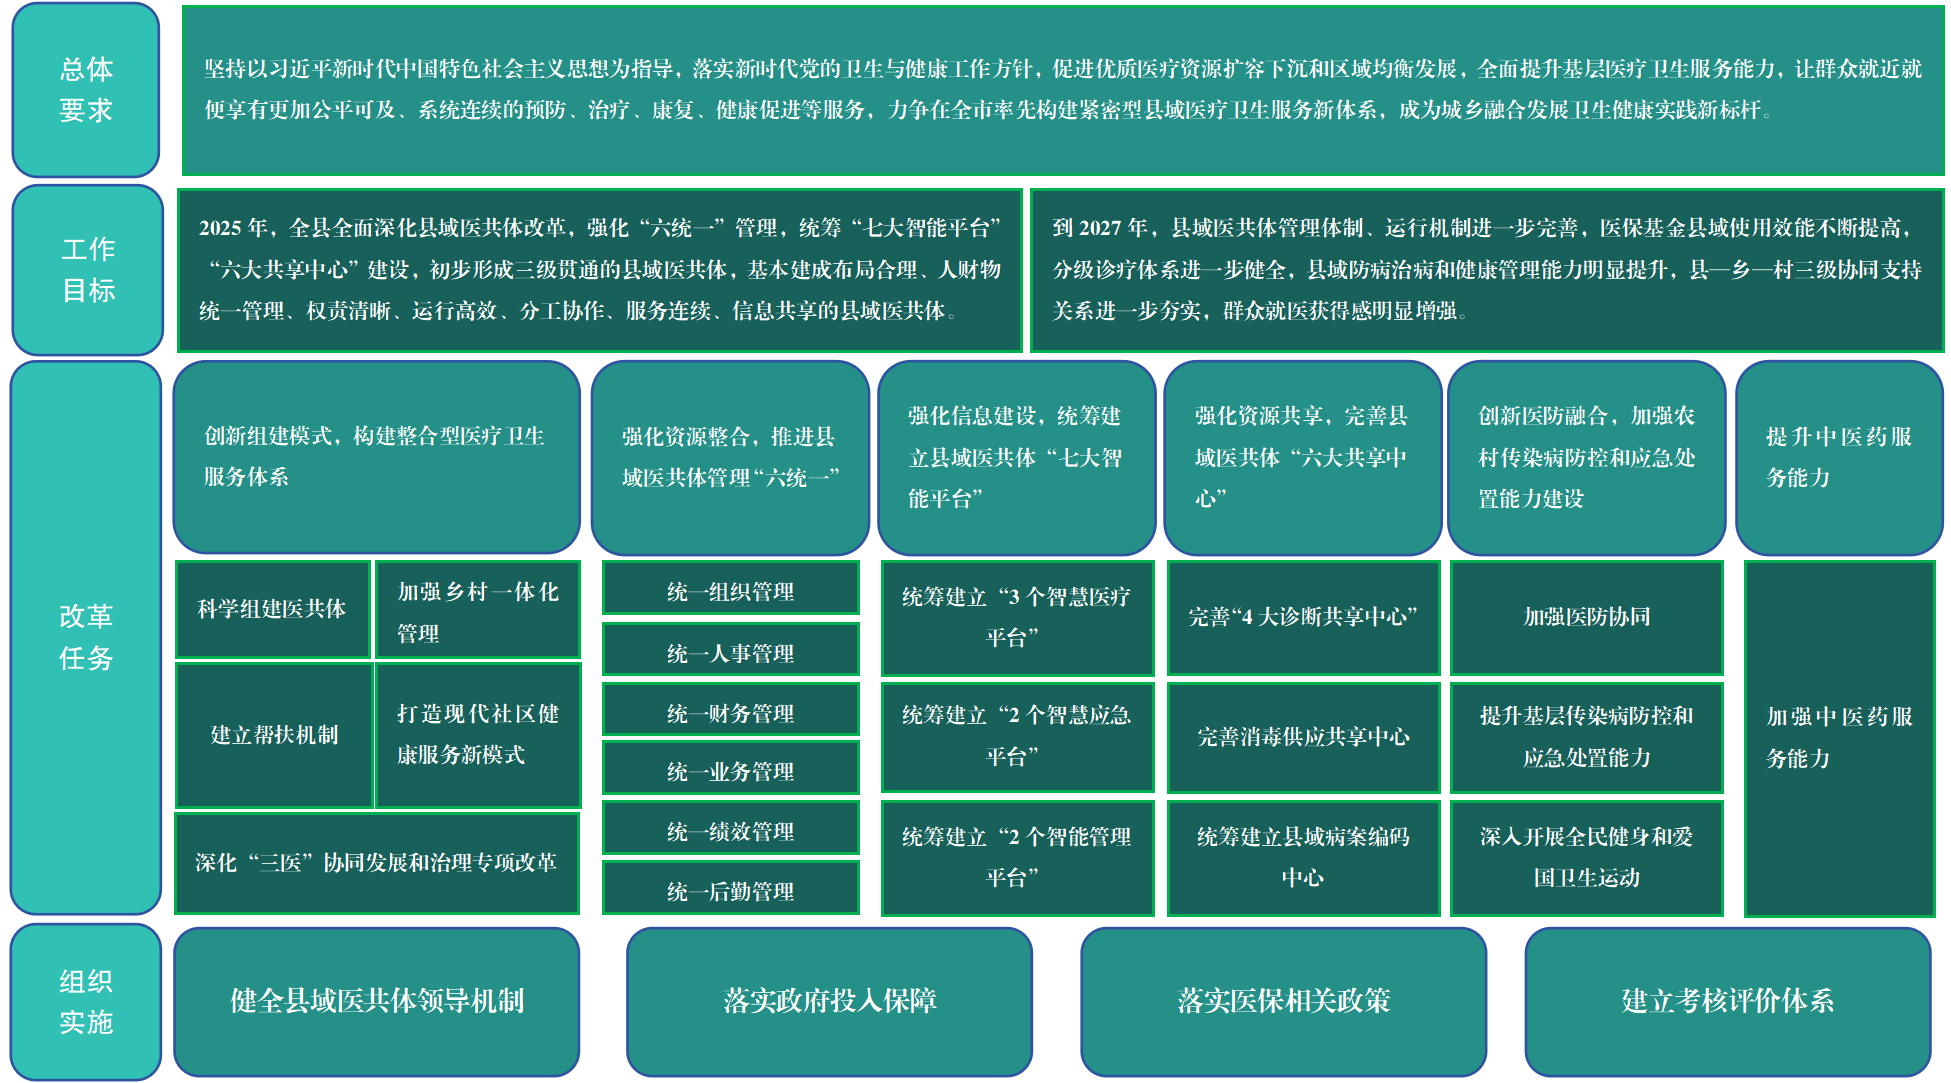 总体
要求
坚持以习近平新时代中国特色社会主义思想为指导，落实新时代党的卫生与健康工作方针，促进优质医疗资源扩容下沉和区域均衡发展，全面提升基层医疗卫生服务能力，让群众就近就
便享有更加公平可及、系统连续的预防、治疗、康复、健康促进等服务，力争在全市率先构建紧密型县域医疗卫生服务新体系，成为城乡融合发展卫生健康实践新标杆。
工作
目标
2025 年，全县全面深化县域医共体改革，强化“六统一”管理，统筹“七大智能平台”
“六大共享中心”建设，初步形成三级贯通的县域医共体，基本建成布局合理、人财物
统一管理、权责清晰、运行高效、分工协作、服务连续、信息共享的县域医共体。
到 2027 年，县域医共体管理体制、运行机制进一步完善，医保基金县域使用效能不断提高，
分级诊疗体系进一步健全，县域防病治病和健康管理能力明显提升，县—乡—村三级协同支持
关系进一步夯实，群众就医获得感明显增强。
改革
任务
创新组建模式，构建整合型医疗卫生
服务体系
科学组建医共体
加强乡村一体化
管理
建立帮扶机制
打造现代社区健
康服务新模式
深化“三医”协同发展和治理专项改革
强化资源整合，推进县
域医共体管理“六统一”
统一组织管理
统一人事管理
统一财务管理
统一业务管理
统一绩效管理
统一后勤管理
强化信息建设，统筹建
立县域医共体“七大智
能平台”
统筹建立“3 个智慧医疗
平台”
统筹建立“2 个智慧应急
平台”
统筹建立“2 个智能管理
平台”
强化资源共享，完善县
域医共体“六大共享中
心”
完善“4 大诊断共享中心”
完善消毒供应共享中心
统筹建立县域病案编码
中心
创新医防融合，加强农
村传染病防控和应急处
置能力建设
加强医防协同
提升基层传染病防控和
应急处置能力
深入开展全民健身和爱
国卫生运动
提升中医药服
务能力
加强中医药服
务能力
组织
实施
健全县域医共体领导机制
落实政府投入保障
落实医保相关政策
建立考核评价体系